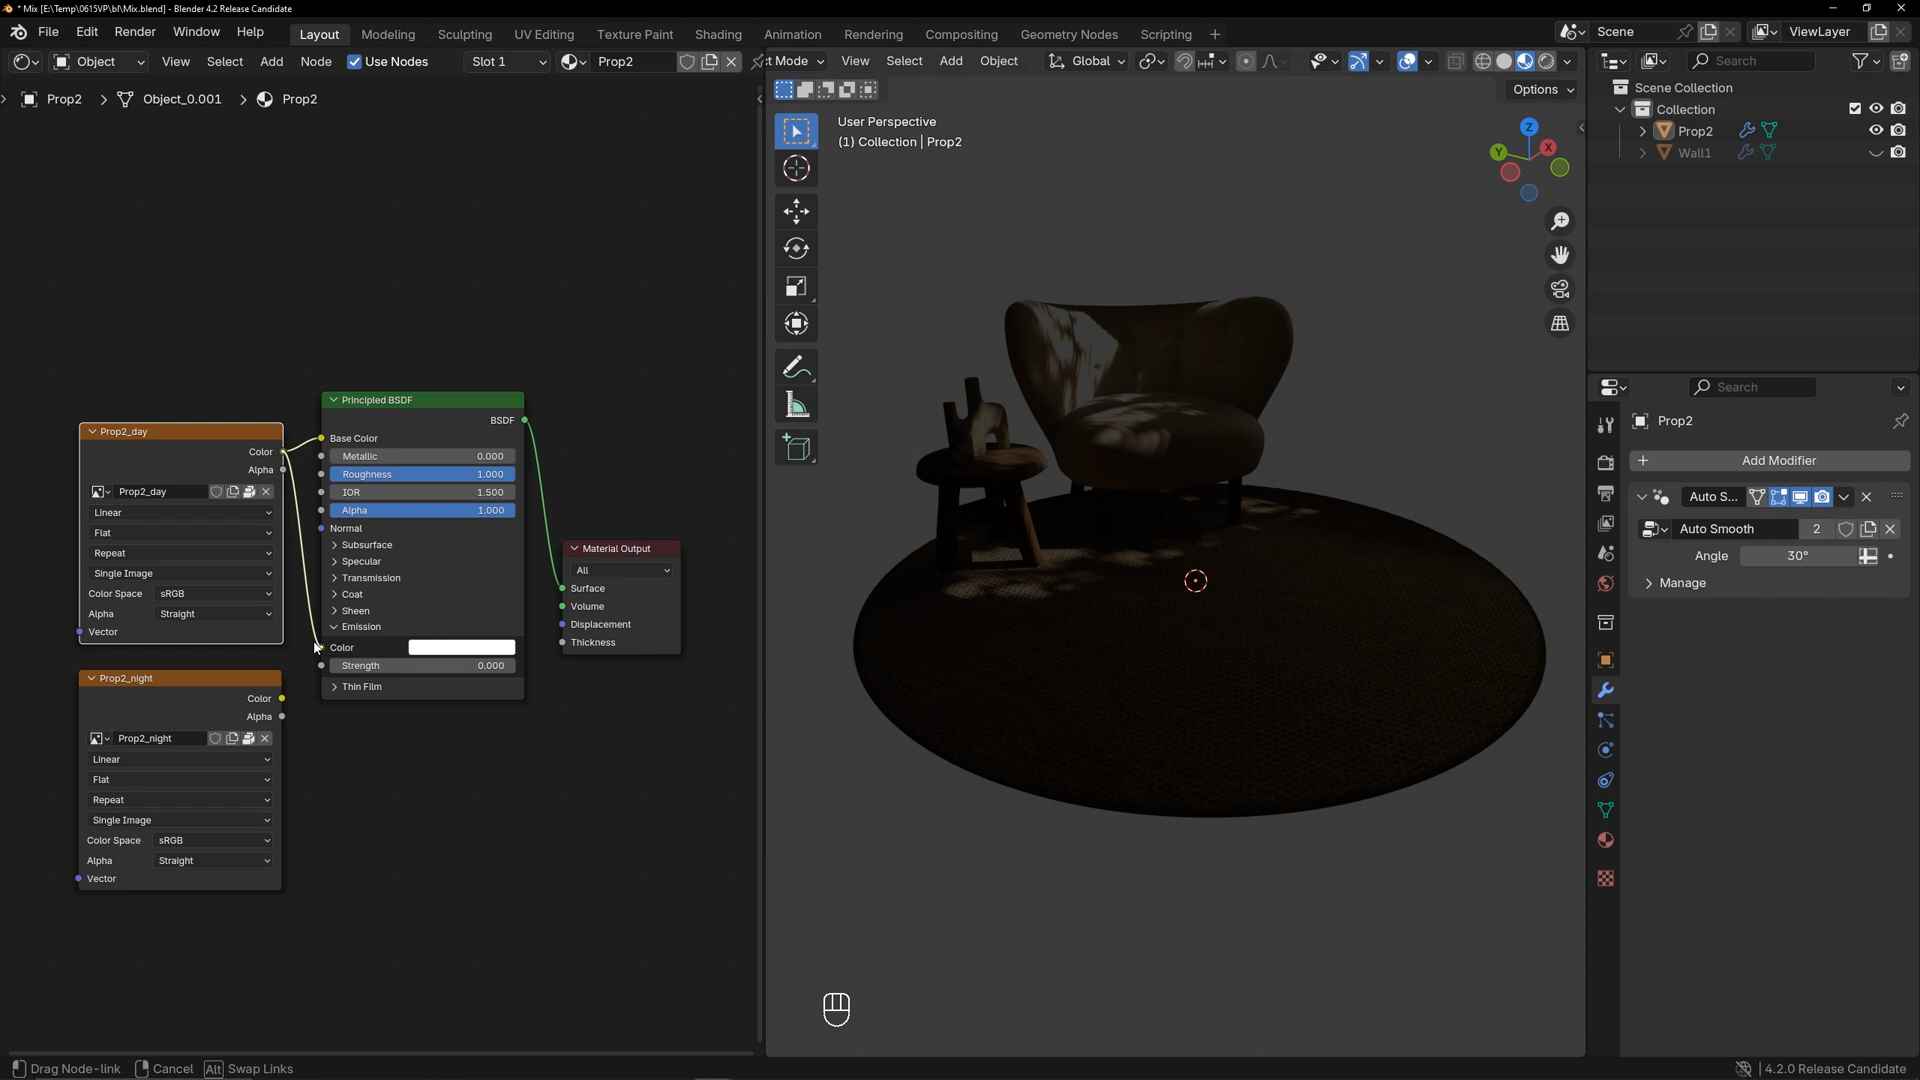 * Mix [E:\Temp\0615VP\bl\Mix.blend] - Blender 4.2 Release Candidate
File Edit Render Window Help Layout Modeling Sculpting UV Editing Texture Paint Shading Animation Rendering Compositing Geometry Nodes Scripting + Scene ViewLayer
Object View Select Add Node Use Nodes Slot 1 Prop2
t Mode View Select Add Object Global
Search
Prop2 > Object_0.001 > Prop2
Options
User Perspective
(1) Collection | Prop2
Z
Y
X
Scene Collection
Collection
Prop2
Wall1
Search
Prop2
Add Modifier
Auto S...
Auto Smooth 2
Angle 30°
Manage
Prop2_day
Color
Alpha
Prop2_day
Linear
Flat
Repeat
Single Image
Color Space sRGB
Alpha Straight
Vector
Prop2_night
Color
Alpha
Prop2_night
Linear
Flat
Repeat
Single Image
Color Space sRGB
Alpha Straight
Vector
Principled BSDF
BSDF
Base Color
Metallic 0.000
Roughness 1.000
IOR 1.500
Alpha 1.000
Normal
Subsurface
Specular
Transmission
Coat
Sheen
Emission
Color
Strength 0.000
Thin Film
Material Output
All
Surface
Volume
Displacement
Thickness
Drag Node-link Cancel Alt Swap Links
4.2.0 Release Candidate